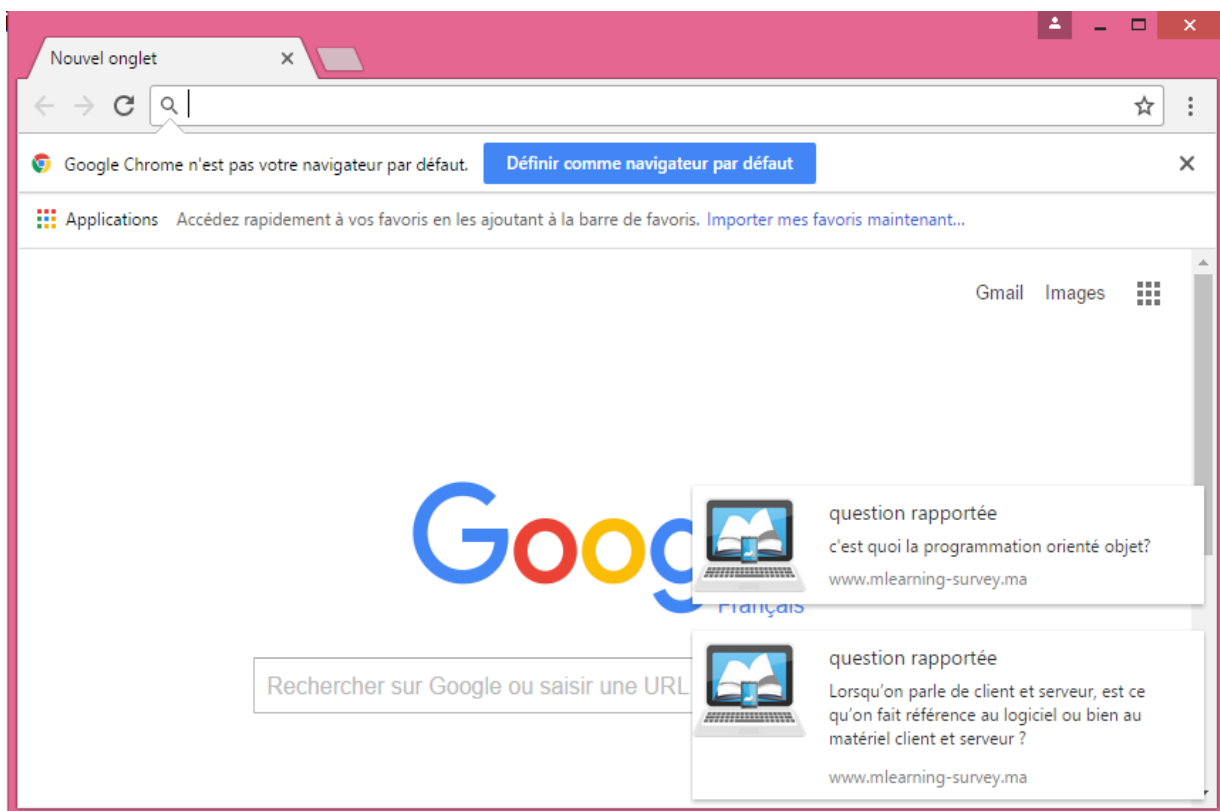 Nouvel onglet
Google Chrome n'est pas votre navigateur par défaut. Définir comme navigateur par défaut
Applications Accédez rapidement à vos favoris en les ajoutant à la barre de favoris. Importer mes favoris maintenant...
Gmail Images
Goog
Français
Rechercher sur Google ou saisir une URL
question rapportée
c'est quoi la programmation orienté objet?
www.mlearning-survey.ma
question rapportée
Lorsqu'on parle de client et serveur, est ce
qu'on fait référence au logiciel ou bien au
matériel client et serveur ?
www.mlearning-survey.ma